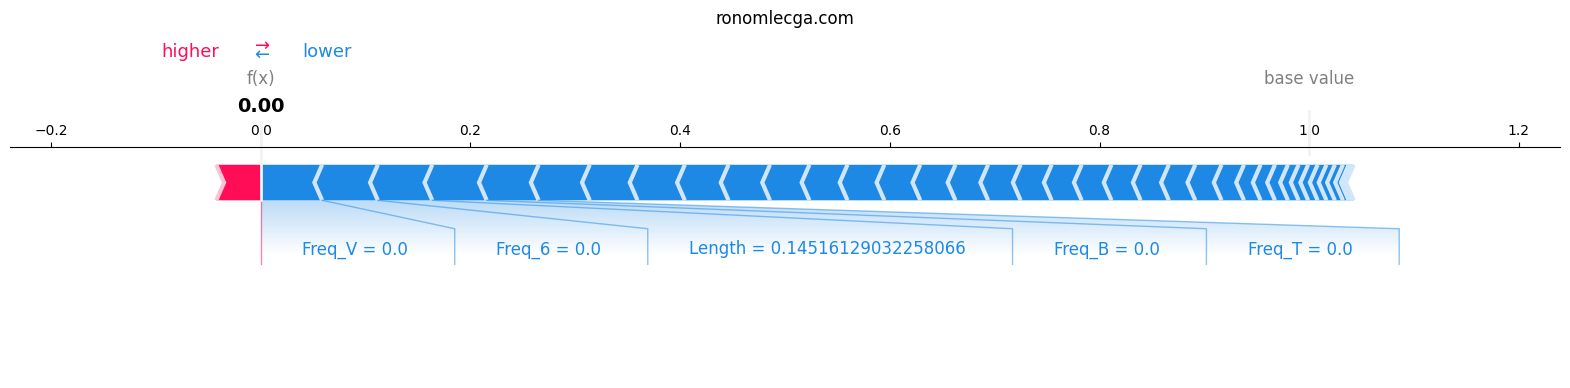 ronomlecga.com
higher ⇄ lower
f(x) base value
0.00
−0.2 0.0 0.2 0.4 0.6 0.8 1.0 1.2
Freq_V = 0.0 Freq_6 = 0.0 Length = 0.14516129032258066 Freq_B = 0.0 Freq_T = 0.0